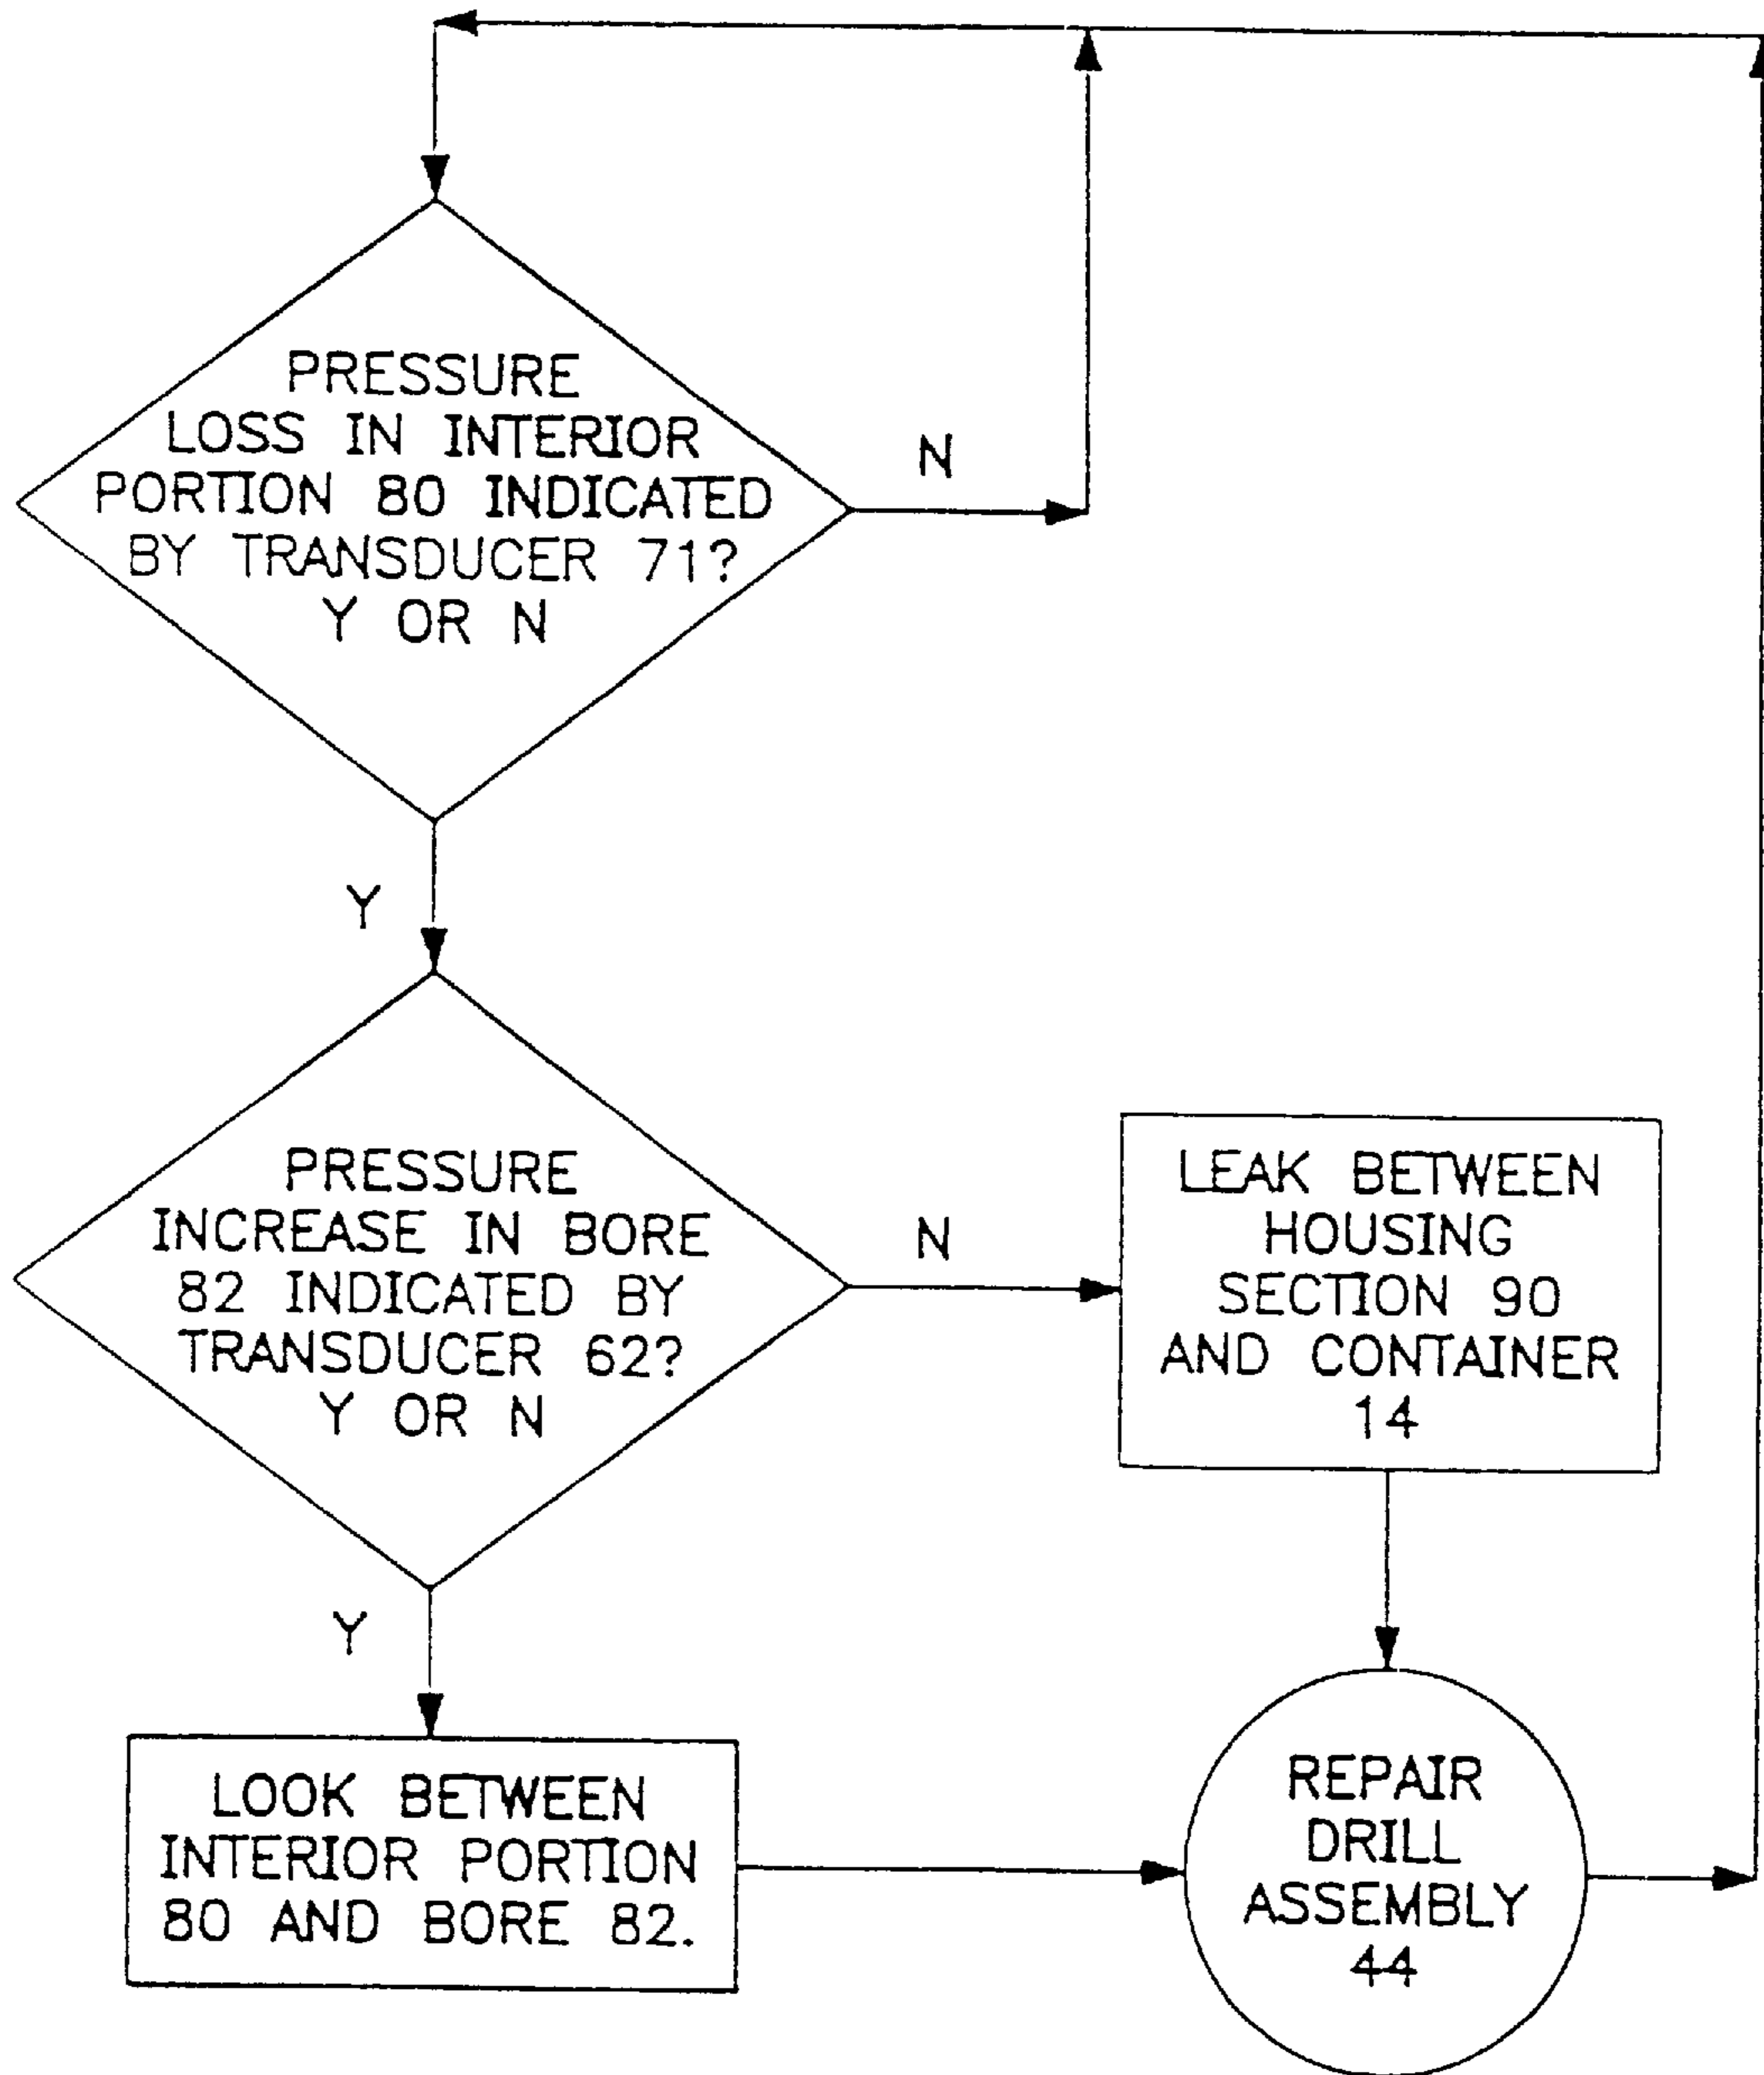 PRESSURE
LOSS IN INTERIOR
PORTION 80 INDICATED
BY TRANSDUCER 71?
Y OR N
N
Y
PRESSURE
INCREASE IN BORE
82 INDICATED BY
TRANSDUCER 62?
Y OR N
N
LEAK BETWEEN
HOUSING
SECTION 90
AND CONTAINER
14
Y
LOOK BETWEEN
INTERIOR PORTION
80 AND BORE 82.
REPAIR
DRILL
ASSEMBLY
44